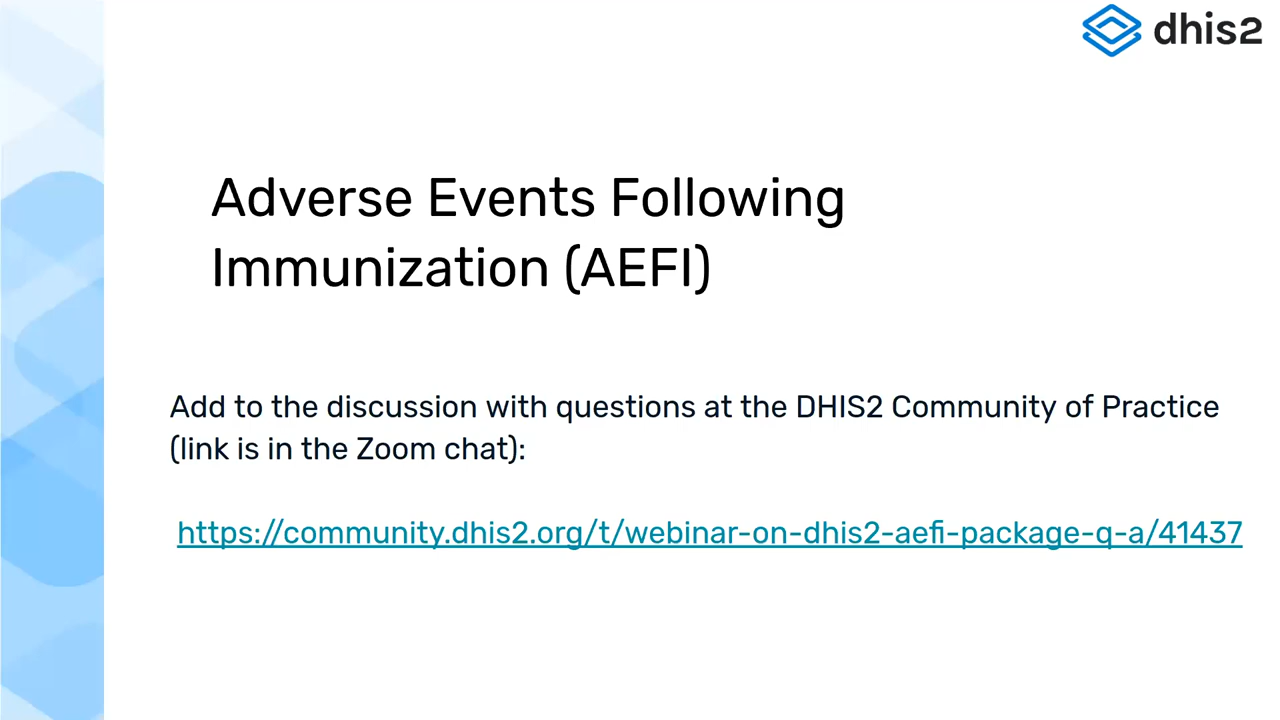 dhis2
Adverse Events Following
Immunization (AEFI)
Add to the discussion with questions at the DHIS2 Community of Practice
(link is in the Zoom chat):
https://community.dhis2.org/t/webinar-on-dhis2-aefi-package-q-a/41437